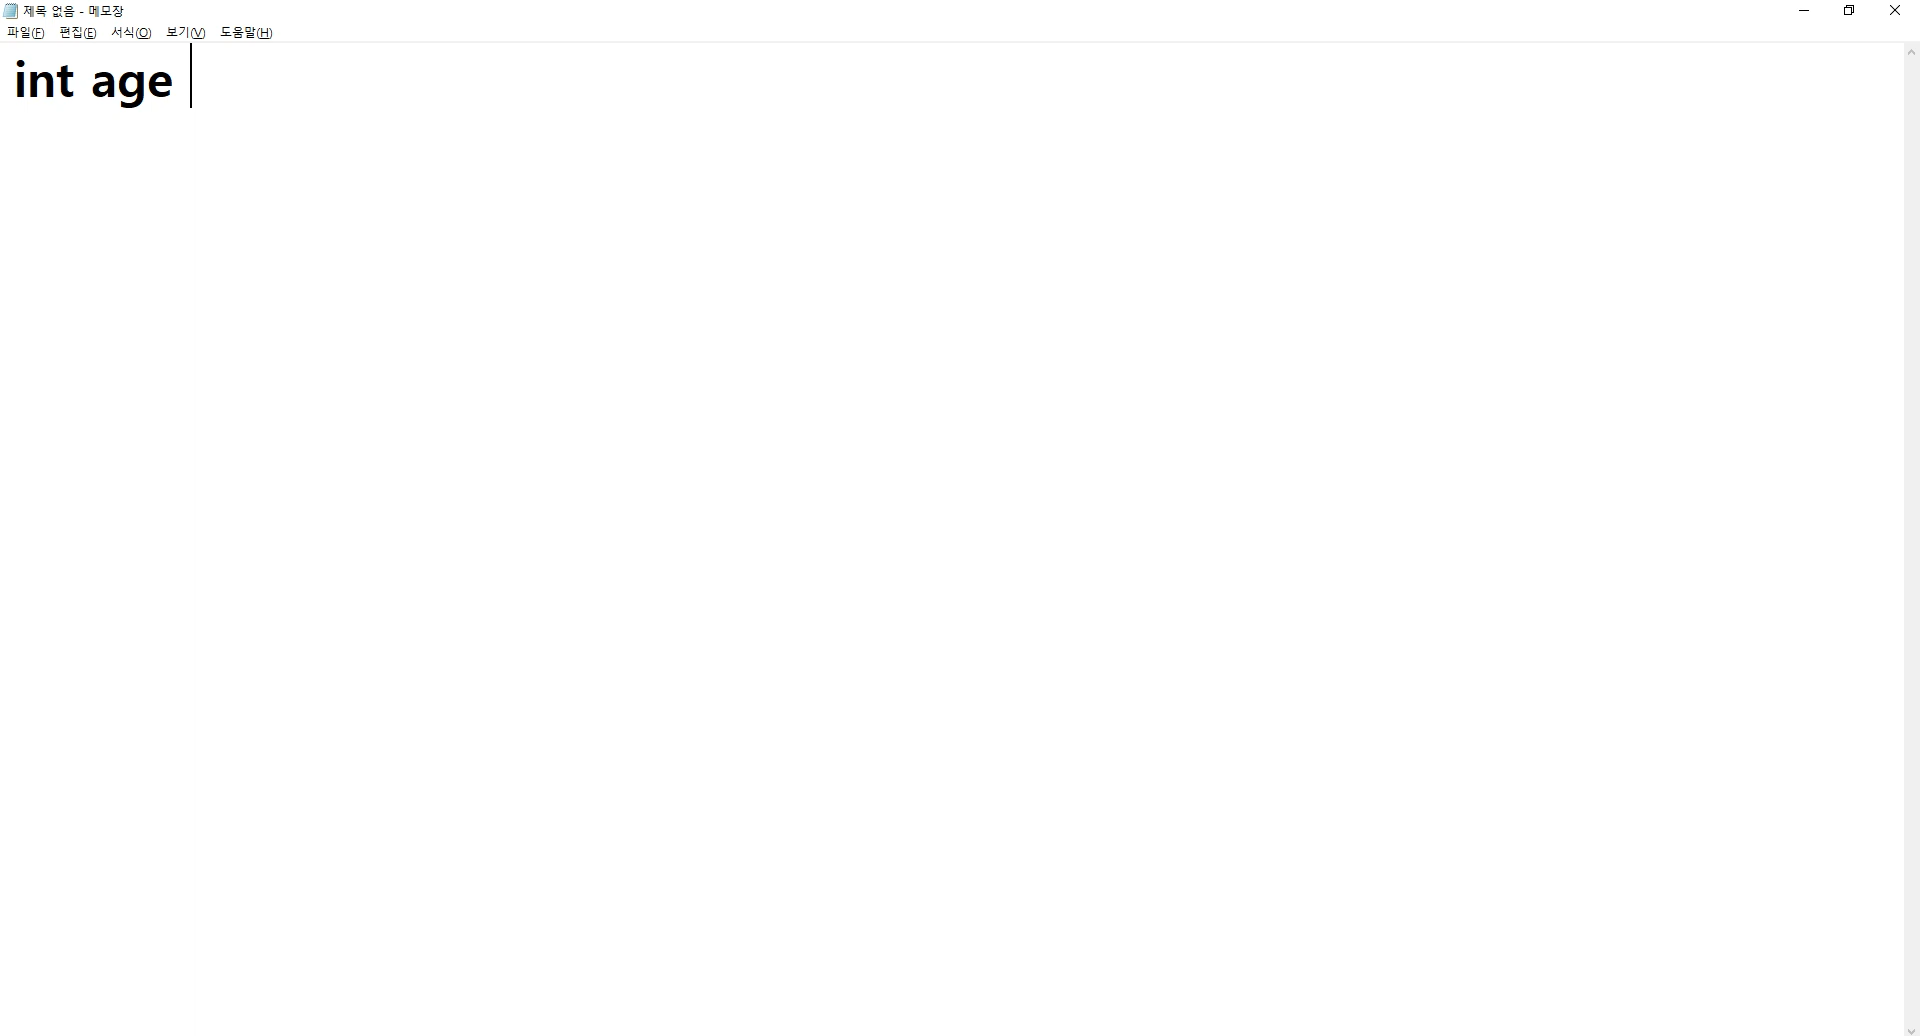 제목 없음 - 메모장
파일(F) 편집(E) 서식(O) 보기(V) 도움말(H)
int age